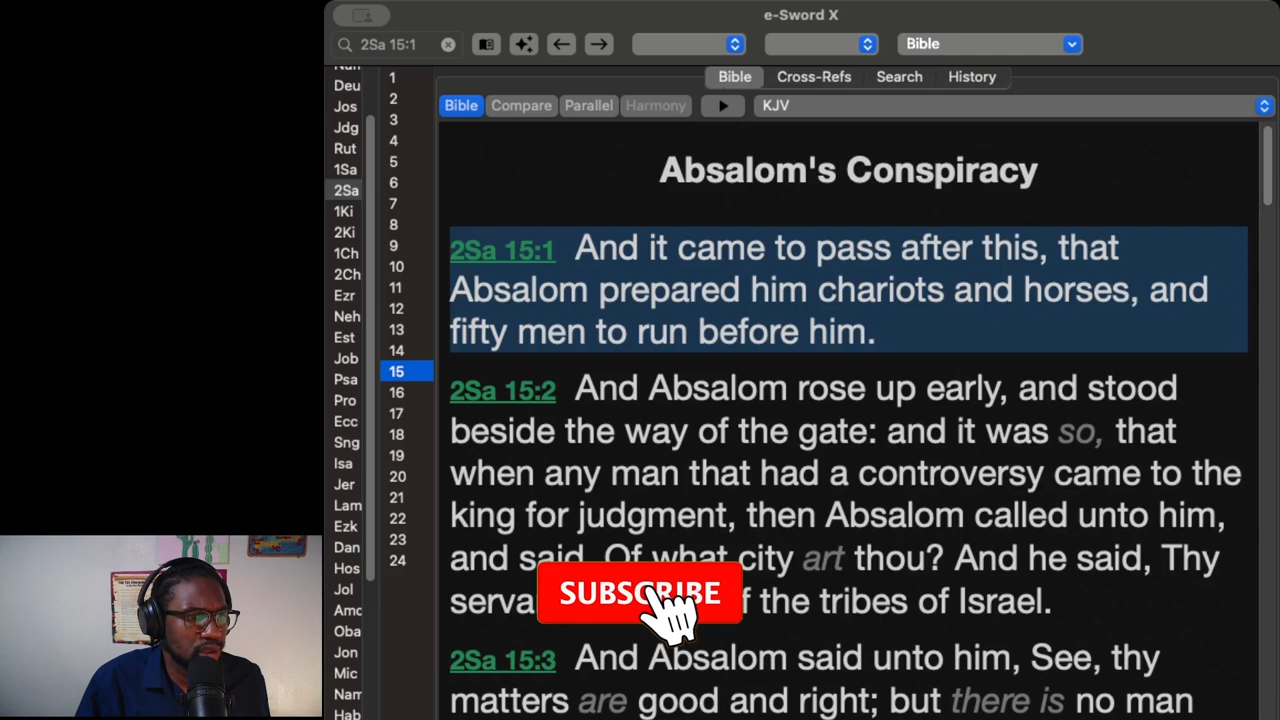 e-Sword X
2Sa 15:1
Bible
Bible Cross-Refs Search History
Bible Compare Parallel Harmony
KJV
Deu
Jos
Jdg
Rut
1Sa
2Sa
1Ki
2Ki
1Ch
2Ch
Ezr
Neh
Est
Job
Psa
Pro
Ecc
Sng
Isa
Jer
Lam
Ezk
Dan
Hos
Jol
Amo
Oba
Jon
Mic
Nam
Hab
1
2
3
4
5
6
7
8
9
10
11
12
13
14
15
16
17
18
19
20
21
22
23
24
Absalom's Conspiracy
2Sa 15:1 And it came to pass after this, that
Absalom prepared him chariots and horses, and
fifty men to run before him.
2Sa 15:2 And Absalom rose up early, and stood
beside the way of the gate: and it was so, that
when any man that had a controversy came to the
king for judgment, then Absalom called unto him,
and said, Of what city art thou? And he said, Thy
serva f the tribes of Israel.
SUBSCRIBE
2Sa 15:3 And Absalom said unto him, See, thy
matters are good and right; but there is no man